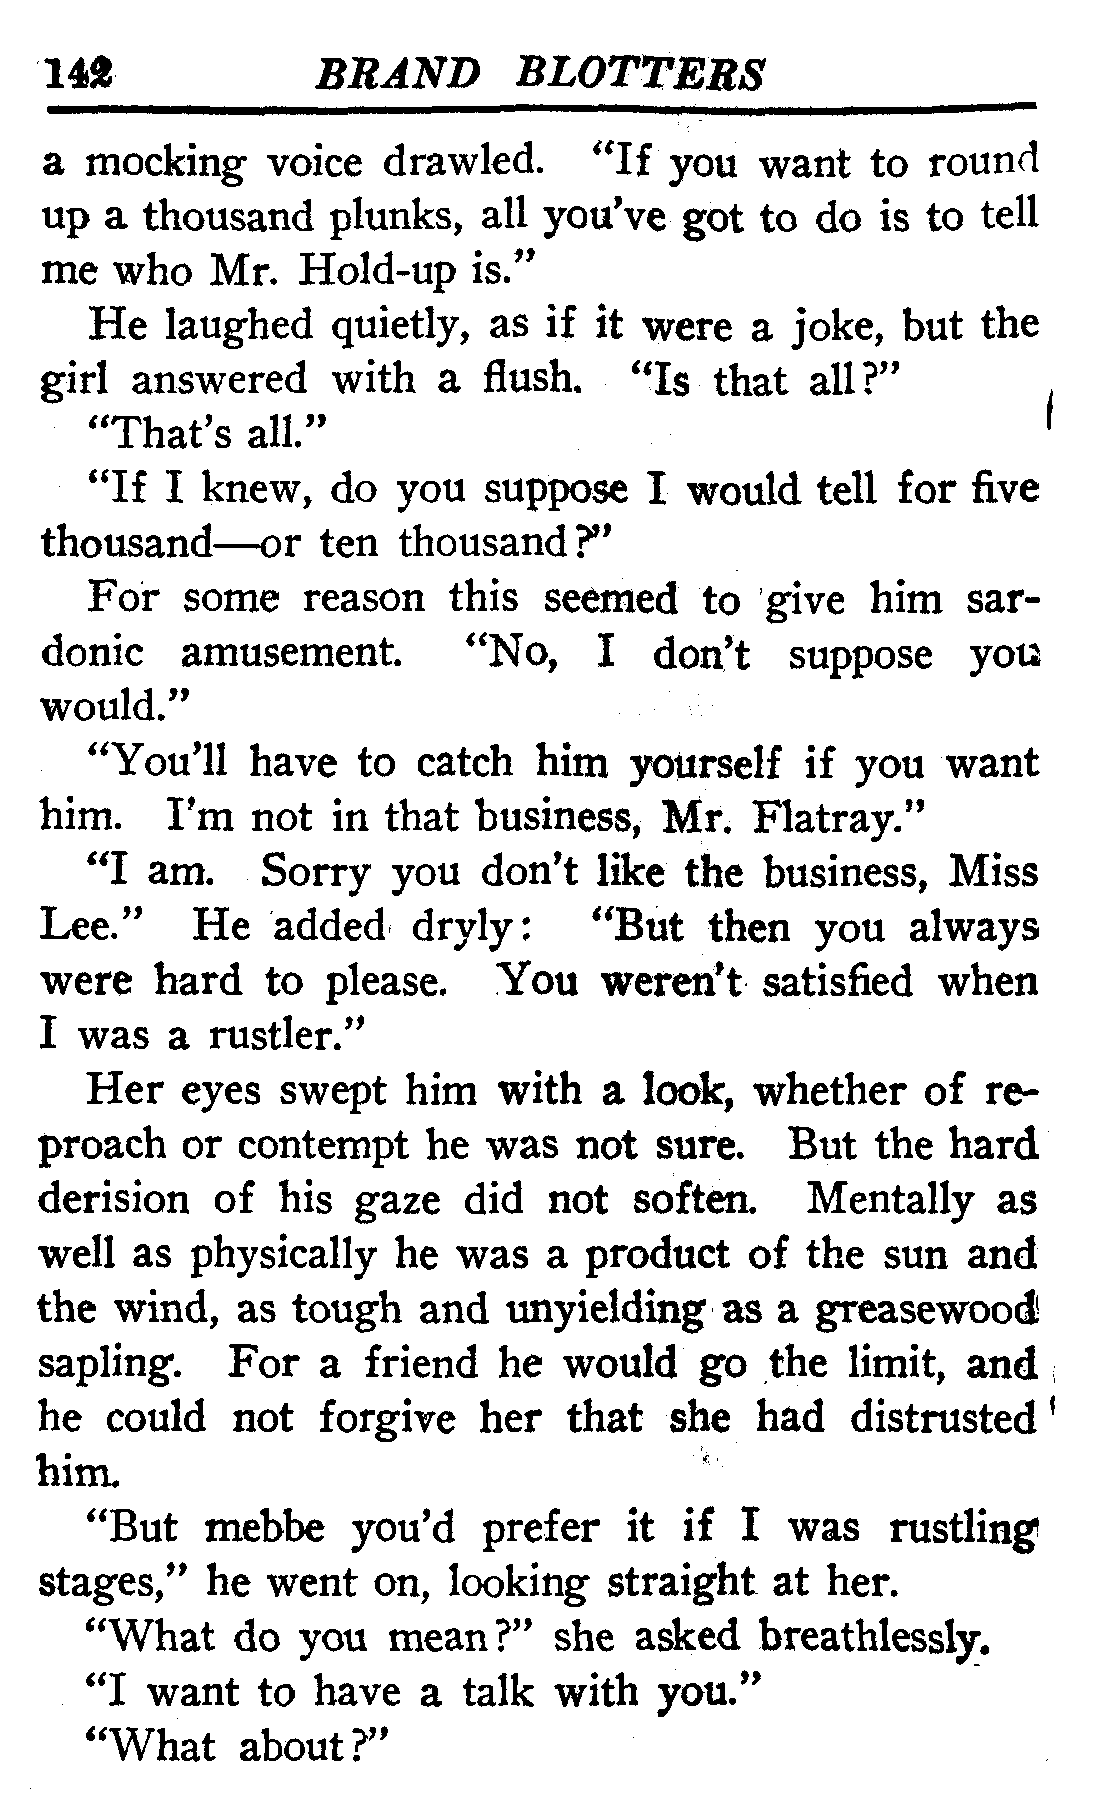 142 BRAND BLOTTERS
a mocking voice drawled. “If you want to round
up a thousand plunks, all you’ve got to do is to tell
me who Mr. Hold-up is.”
He laughed quietly, as if it were a joke, but the
girl answered with a flush. “Is that all?”
“That’s all.”
“If I knew, do you suppose I would tell for five
thousand—or ten thousand?”
For some reason this seemed to give him sar-
donic amusement. “No, I don’t suppose you
would.”
“You’ll have to catch him yourself if you want
him. I’m not in that business, Mr. Flatray.”
“I am. Sorry you don’t like the business, Miss
Lee.” He added dryly: “But then you always
were hard to please. You weren’t satisfied when
I was a rustler.”
Her eyes swept him with a look, whether of re-
proach or contempt he was not sure. But the hard
derision of his gaze did not soften. Mentally as
well as physically he was a product of the sun and
the wind, as tough and unyielding as a greasewood
sapling. For a friend he would go the limit, and
he could not forgive her that she had distrusted
him.
“But mebbe you’d prefer it if I was rustling
stages,” he went on, looking straight at her.
“What do you mean?” she asked breathlessly.
“I want to have a talk with you.”
“What about?”